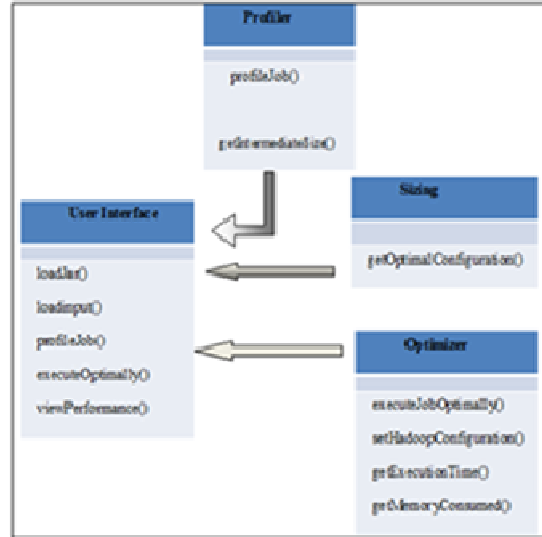 Profiler
profileJob()
getIntermediateSize()
User Interface
loadJar()
loadinput()
profileJob()
executeOptimally()
viewPerformance()
Sizing
getOptimalConfiguration()
Optimizer
executeJobOptimally()
setHadoopConfiguration()
getExecutionTime()
getMemoryConsumed()